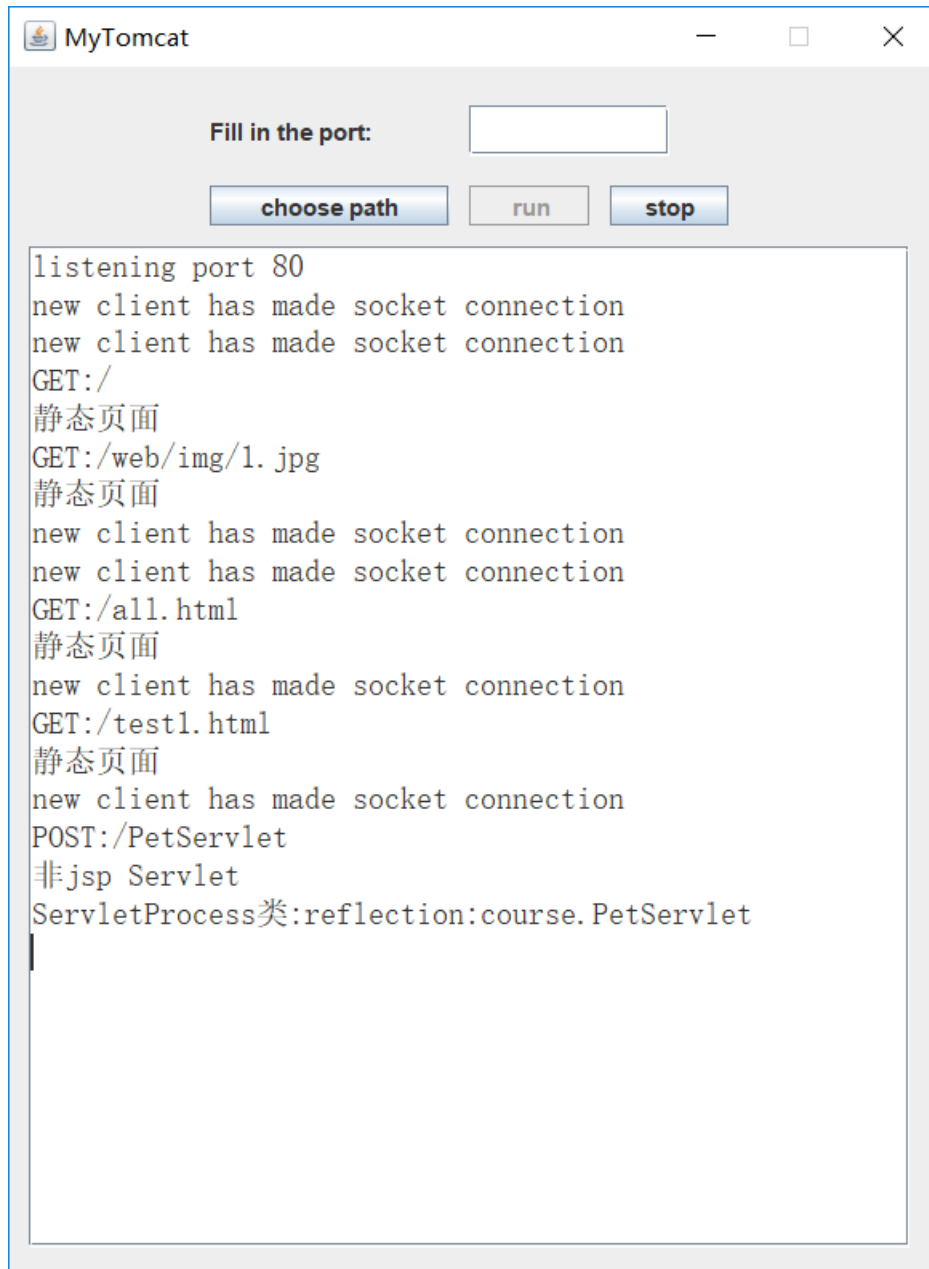 MyTomcat
Fill in the port:
choose path run stop
listening port 80
new client has made socket connection
new client has made socket connection
GET:/
静态页面
GET:/web/img/1.jpg
静态页面
new client has made socket connection
new client has made socket connection
GET:/all.html
静态页面
new client has made socket connection
GET:/test1.html
静态页面
new client has made socket connection
POST:/PetServlet
非jsp Servlet
ServletProcess类:reflection:course.PetServlet